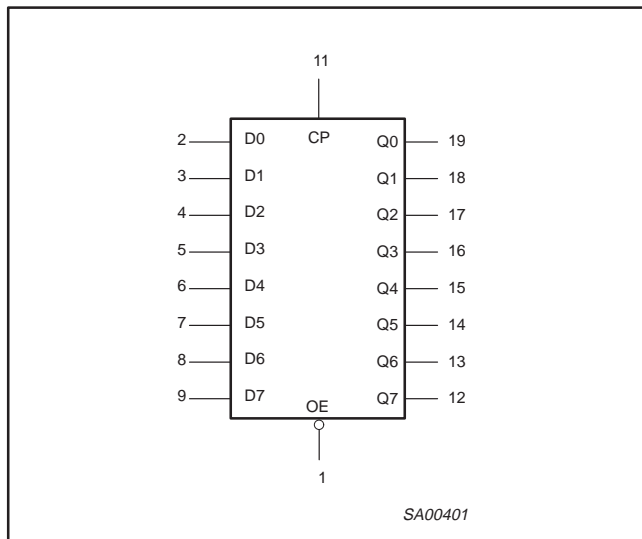 11
CP
2 D0 Q0 19
3 D1 Q1 18
4 D2 Q2 17
5 D3 Q3 16
6 D4 Q4 15
7 D5 Q5 14
8 D6 Q6 13
9 D7 Q7 12
OE
1
SA00401